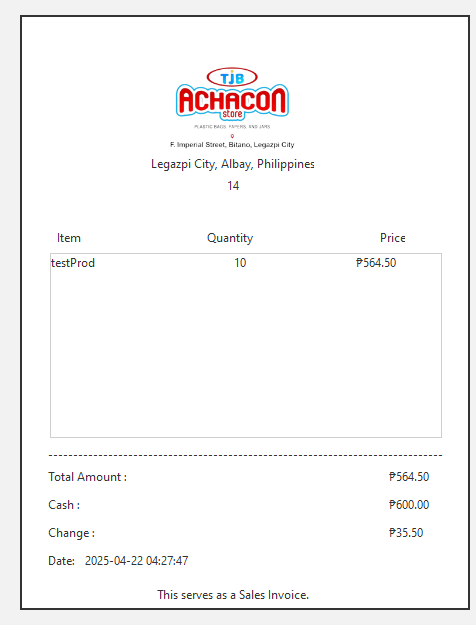 TJB
ACHACON
store
PLASTIC BAGS, PAPERS, AND JARS
F. Imperial Street, Bitano, Legazpi City
Legazpi City, Albay, Philippines
14
Item Quantity Price
testProd 10 ₱564.50
Total Amount : ₱564.50
Cash : ₱600.00
Change : ₱35.50
Date: 2025-04-22 04:27:47
This serves as a Sales Invoice.